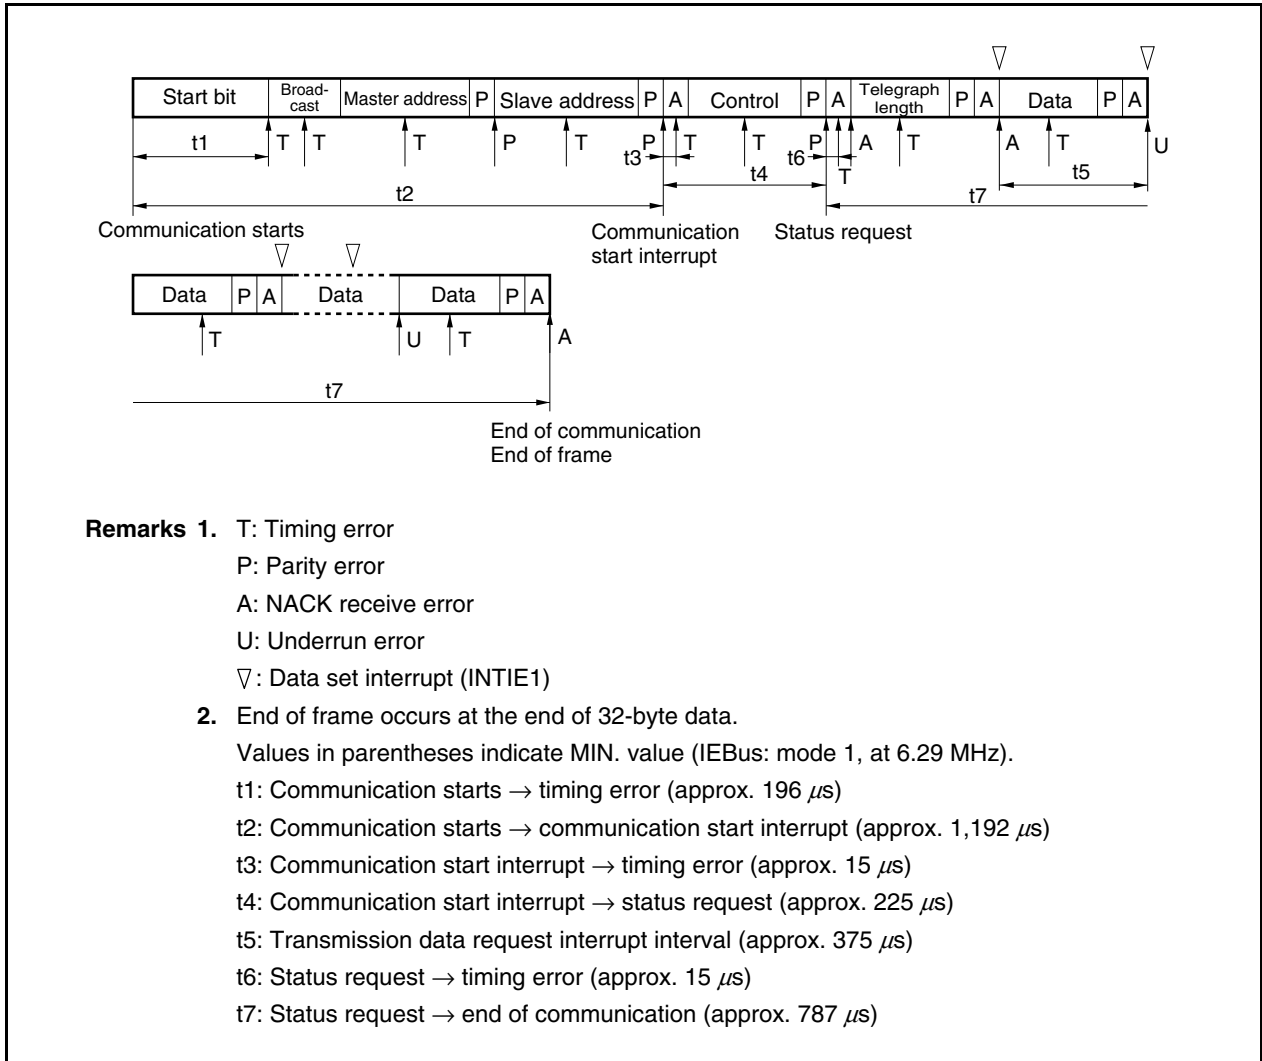 Start bit Broad-cast Master address P Slave address P A Control P A Telegraph length P A Data P A
t1 T T T P T P T T P A T A T U
t3 t6
T
t4 t5
t2 t7
Communication starts Communication start interrupt Status request
Data P A Data Data P A
T U T A
t7
End of communication
End of frame
Remarks 1. T: Timing error
P: Parity error
A: NACK receive error
U: Underrun error
▽: Data set interrupt (INTIE1)
2. End of frame occurs at the end of 32-byte data.
Values in parentheses indicate MIN. value (IEBus: mode 1, at 6.29 MHz).
t1: Communication starts → timing error (approx. 196 μs)
t2: Communication starts → communication start interrupt (approx. 1,192 μs)
t3: Communication start interrupt → timing error (approx. 15 μs)
t4: Communication start interrupt → status request (approx. 225 μs)
t5: Transmission data request interrupt interval (approx. 375 μs)
t6: Status request → timing error (approx. 15 μs)
t7: Status request → end of communication (approx. 787 μs)